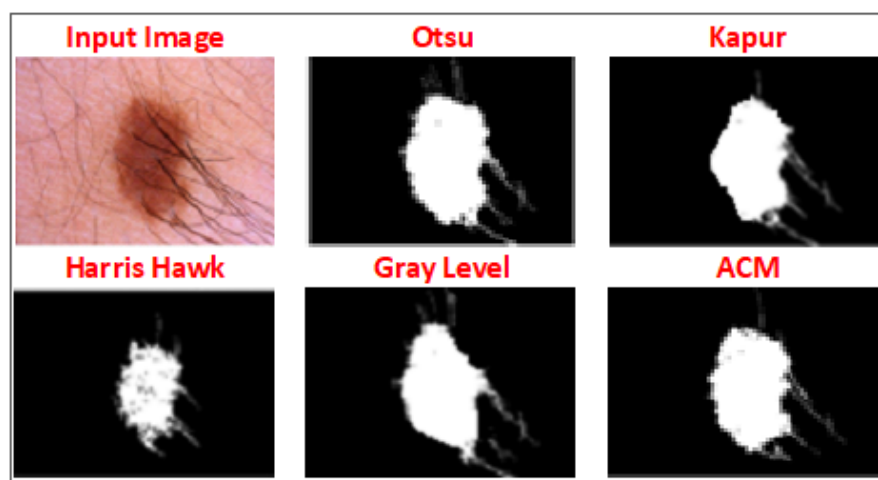 Input Image
Otsu
Kapur
Harris Hawk
Gray Level
ACM